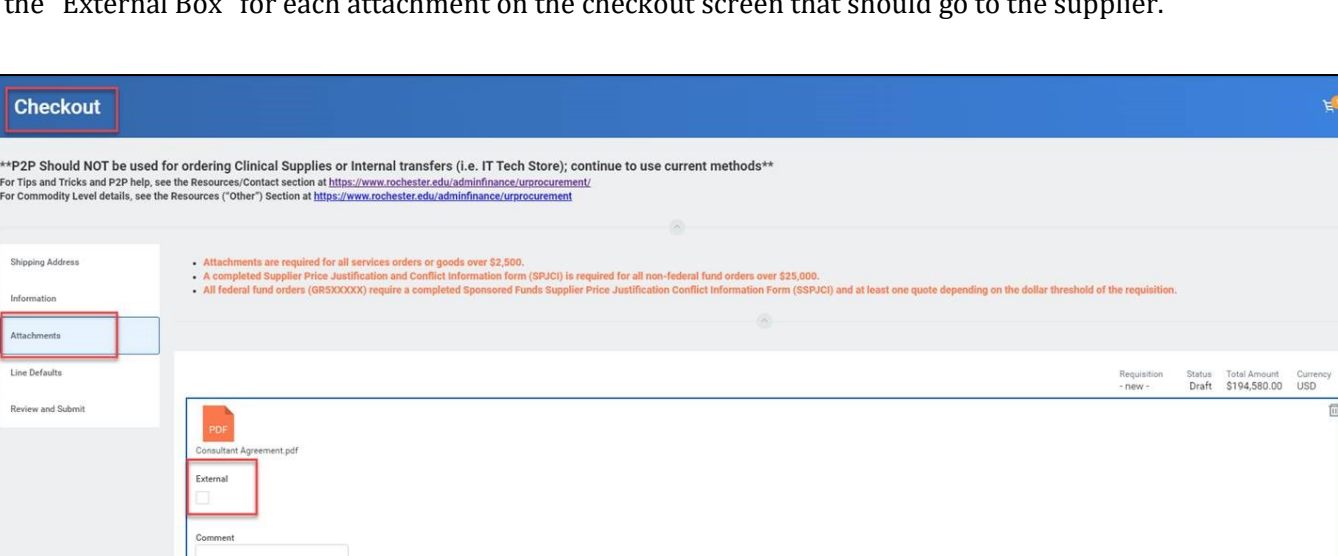 the "External Box" for each attachment on the checkout screen that should go to the supplier.
Checkout
**P2P Should NOT be used for ordering Clinical Supplies or Internal transfers (i.e. IT Tech Store); continue to use current methods**
For Tips and Tricks and P2P help, see the Resources/Contact section at https://www.rochester.edu/adminfinance/urprocurement/
For Commodity Level details, see the Resources ("Other") Section at https://www.rochester.edu/adminfinance/urprocurement
Shipping Address
• Attachments are required for all services orders or goods over $2,500.
• A completed Supplier Price Justification and Conflict Information form (SPJCI) is required for all non-federal fund orders over $25,000.
• All federal fund orders (GR5XXXXX) require a completed Sponsored Funds Supplier Price Justification Conflict Information Form (SSPJCI) and at least one quote depending on the dollar threshold of the requisition.
Information
Attachments
Line Defaults
Review and Submit
Requisition Status Total Amount Currency
- new - Draft $194,580.00 USD
PDF
Consultant Agreement.pdf
External
Comment